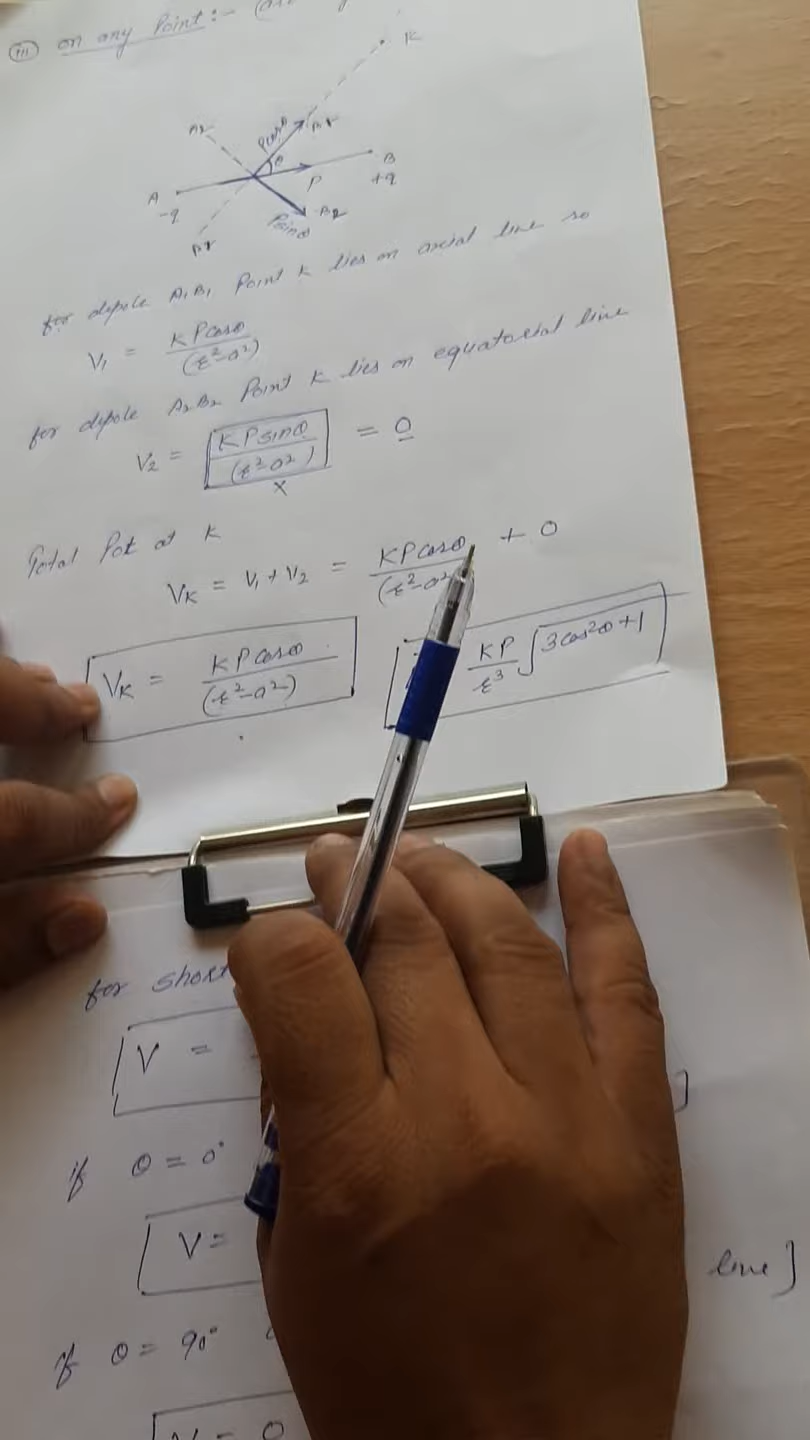 (iii) on any Point :-
K
A2
Pcosθ
B1
θ
B
+q
P
A
-q
B2
Psinθ
for dipole A1B1 Point K lies on axial line so
V1 = KPcosθ / (r²-a²)
for dipole A2B2 Point K lies on equatorial line
V2 = KPsinθ / (r²-a²) = 0
x
Total Pot at K
VK = V1 + V2 = KPcosθ / (r²-a²) + 0
VK = KPcosθ / (r²-a²)
KP / r³ √3cos²θ+1
for short
V =
if θ = 0°
V =
line]
if θ = 90°
V = 0